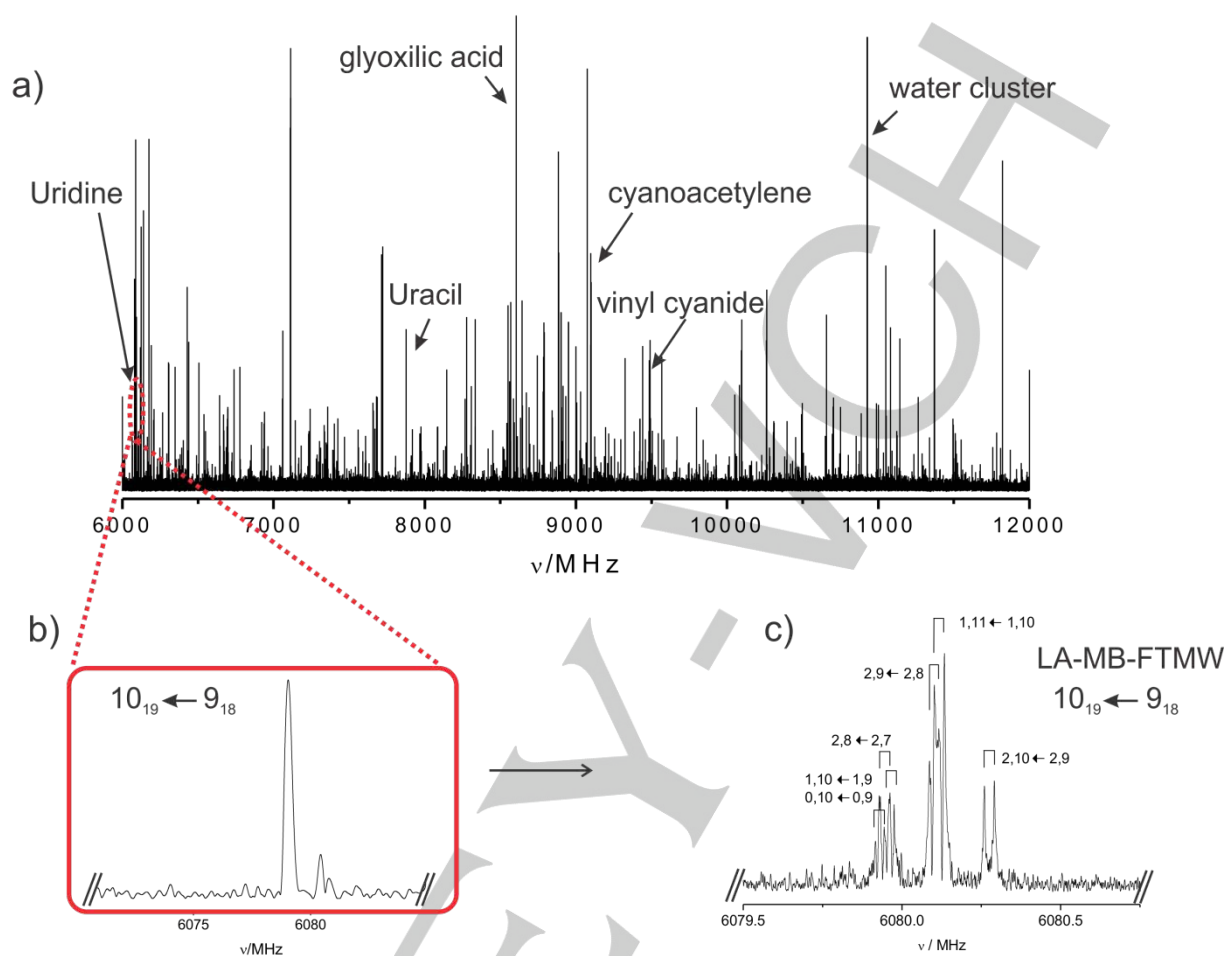 a)
glyoxilic acid
water cluster
Uridine
cyanoacetylene
Uracil
vinyl cyanide
6000 7000 8000 9000 10000 11000 12000
ν/MHz
b)
10₁₉ ← 9₁₈
6075 6080
ν/MHz
c)
1,11 ← 1,10
LA-MB-FTMW
2,9 ← 2,8
10₁₉ ← 9₁₈
2,8 ← 2,7
2,10 ← 2,9
1,10 ← 1,9
0,10 ← 0,9
6079.5 6080.0 6080.5
ν / MHz
Y-VCH